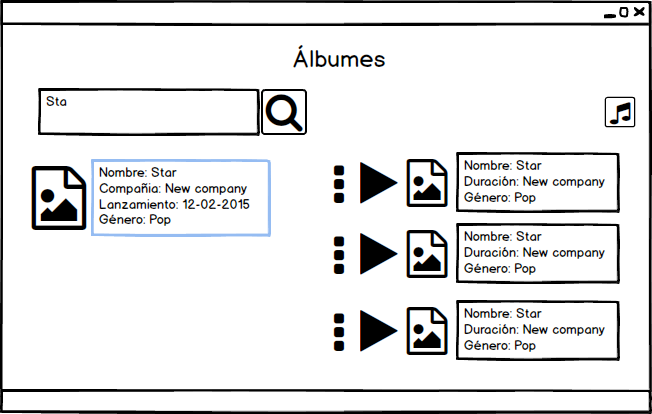 Álbumes
Sta
Nombre: Star
Compañia: New company
Lanzamiento: 12-02-2015
Género: Pop
Nombre: Star
Duración: New company
Género: Pop
Nombre: Star
Duración: New company
Género: Pop
Nombre: Star
Duración: New company
Género: Pop